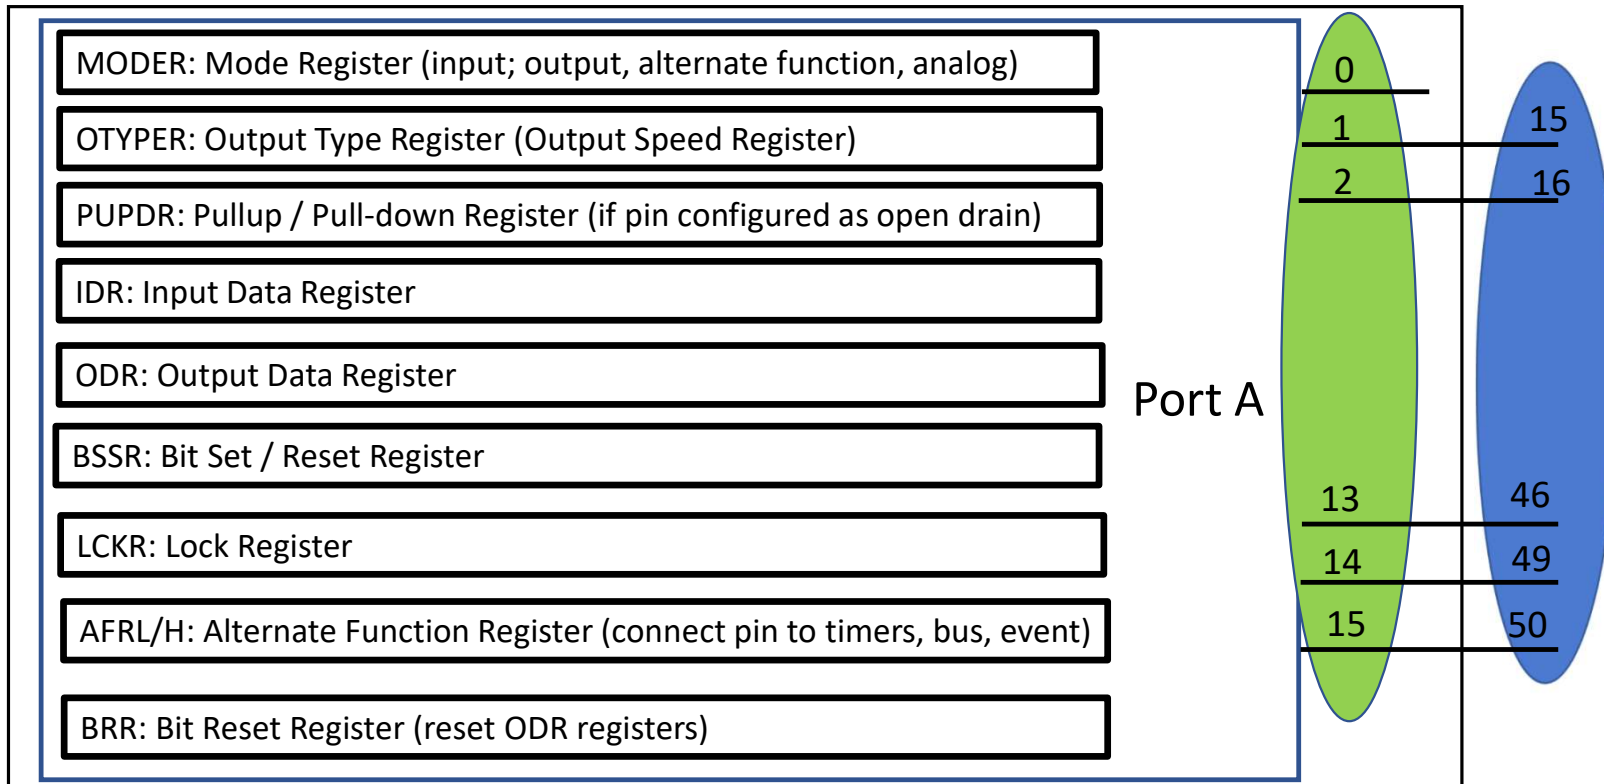 MODER: Mode Register (input; output, alternate function, analog)
OTYPER: Output Type Register (Output Speed Register)
PUPDR: Pullup / Pull-down Register (if pin configured as open drain)
IDR: Input Data Register
ODR: Output Data Register
BSSR: Bit Set / Reset Register
LCKR: Lock Register
AFRL/H: Alternate Function Register (connect pin to timers, bus, event)
BRR: Bit Reset Register (reset ODR registers)
Port A
0
1
15
2
16
13
46
14
49
15
50